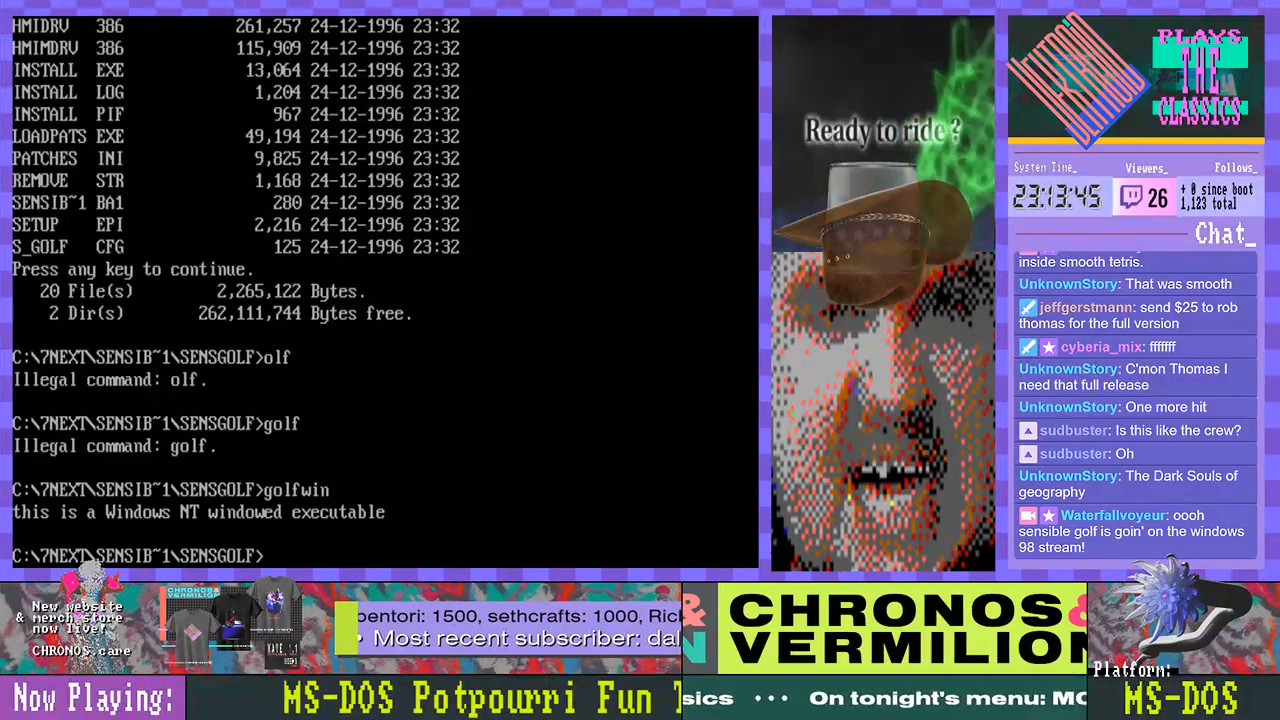 HMIDRV 386 261,257 24-12-1996 23:32
HMIMDRV 386 115,909 24-12-1996 23:32
INSTALL EXE 13,064 24-12-1996 23:32
INSTALL LOG 1,204 24-12-1996 23:32
INSTALL PIF 967 24-12-1996 23:32
LOADPATS EXE 49,194 24-12-1996 23:32
PATCHES INI 9,825 24-12-1996 23:32
REMOVE STR 1,168 24-12-1996 23:32
SENSIB~1 BA1 280 24-12-1996 23:32
SETUP EPI 2,216 24-12-1996 23:32
S_GOLF CFG 125 24-12-1996 23:32
Press any key to continue.
20 File(s) 2,265,122 Bytes.
2 Dir(s) 262,111,744 Bytes free.
C:\7NEXT\SENSIB~1\SENSGOLF>olf
Illegal command: olf.
C:\7NEXT\SENSIB~1\SENSGOLF>golf
Illegal command: golf.
C:\7NEXT\SENSIB~1\SENSGOLF>golfwin
this is a Windows NT windowed executable
C:\7NEXT\SENSIB~1\SENSGOLF>
Ready to ride ?
PLAYS
THE
CLASSICS
System Time_
Viewers_
Follows_
23:13:45
26
+ 0 since boot
1,123 total
Chat_
inside smooth tetris.
UnknownStory: That was smooth
jeffgerstmann: send $25 to rob
thomas for the full version
cyberia_mix: fffffff
UnknownStory: C'mon Thomas I
need that full release
UnknownStory: One more hit
sudbuster: Is this like the crew?
sudbuster: Oh
UnknownStory: The Dark Souls of
geography
Waterfallvoyeur: oooh
sensible golf is goin' on the windows
98 stream!
New website
& merch store
now live!
CHRONOS.care
pentori: 1500, sethcrafts: 1000, Ric
• Most recent subscriber: dal
CHRONOS&
VERMILION
Platform:
MS-DOS
Now Playing:
MS-DOS Potpourri Fun T
sics ••• On tonight's menu: MO